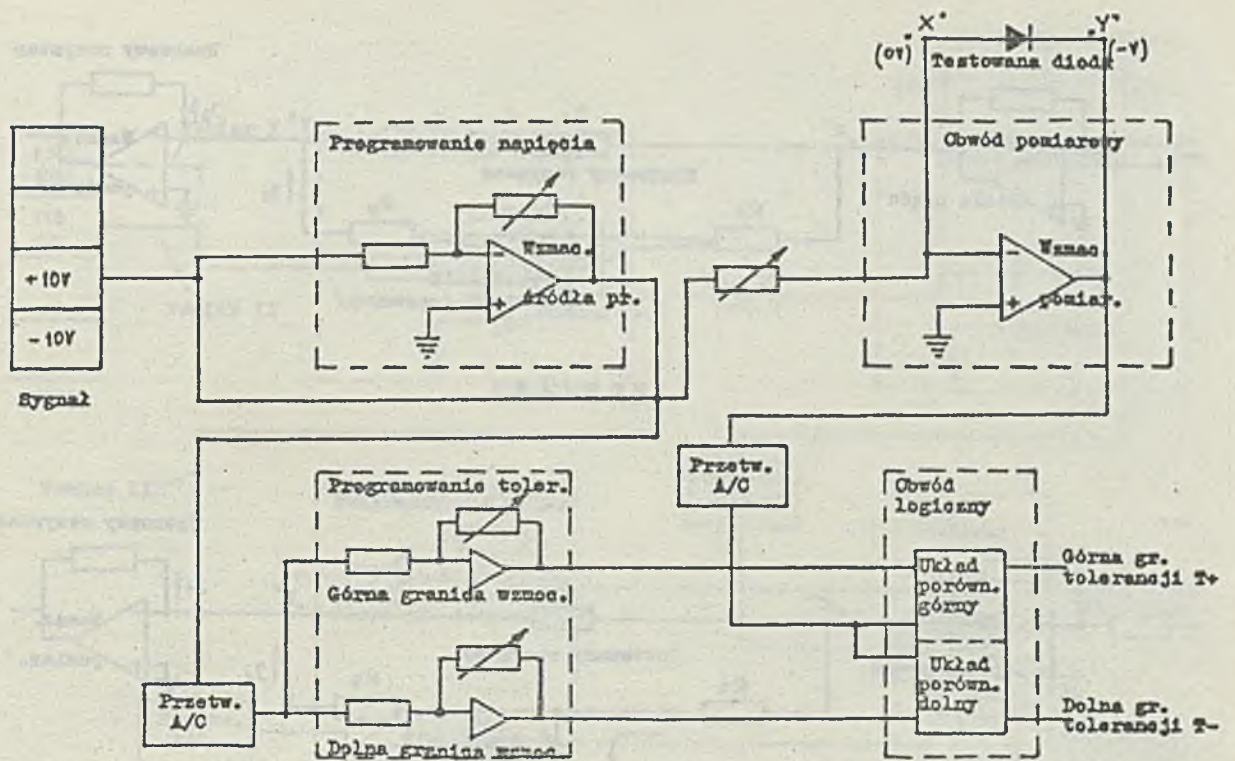 X"
Y"
(0V)
(-V)
Testowana dioda
Programowanie napięcia
Obwód pomiarowy
Wzmac.
źródła pr.
Wzmac.
pomiar.
-
+
-
+
+10V
-10V
Sygnał
Przetw.
A/C
Programowanie toler.
Obwód
logiczny
Górna granica wzmoc.
Układ
porówn.
górny
Górna gr.
tolerancji T+
Układ
porówn.
dolny
Przetw.
A/C
Dolna gr.
tolerancji T-
Dolna granica wzmoc.